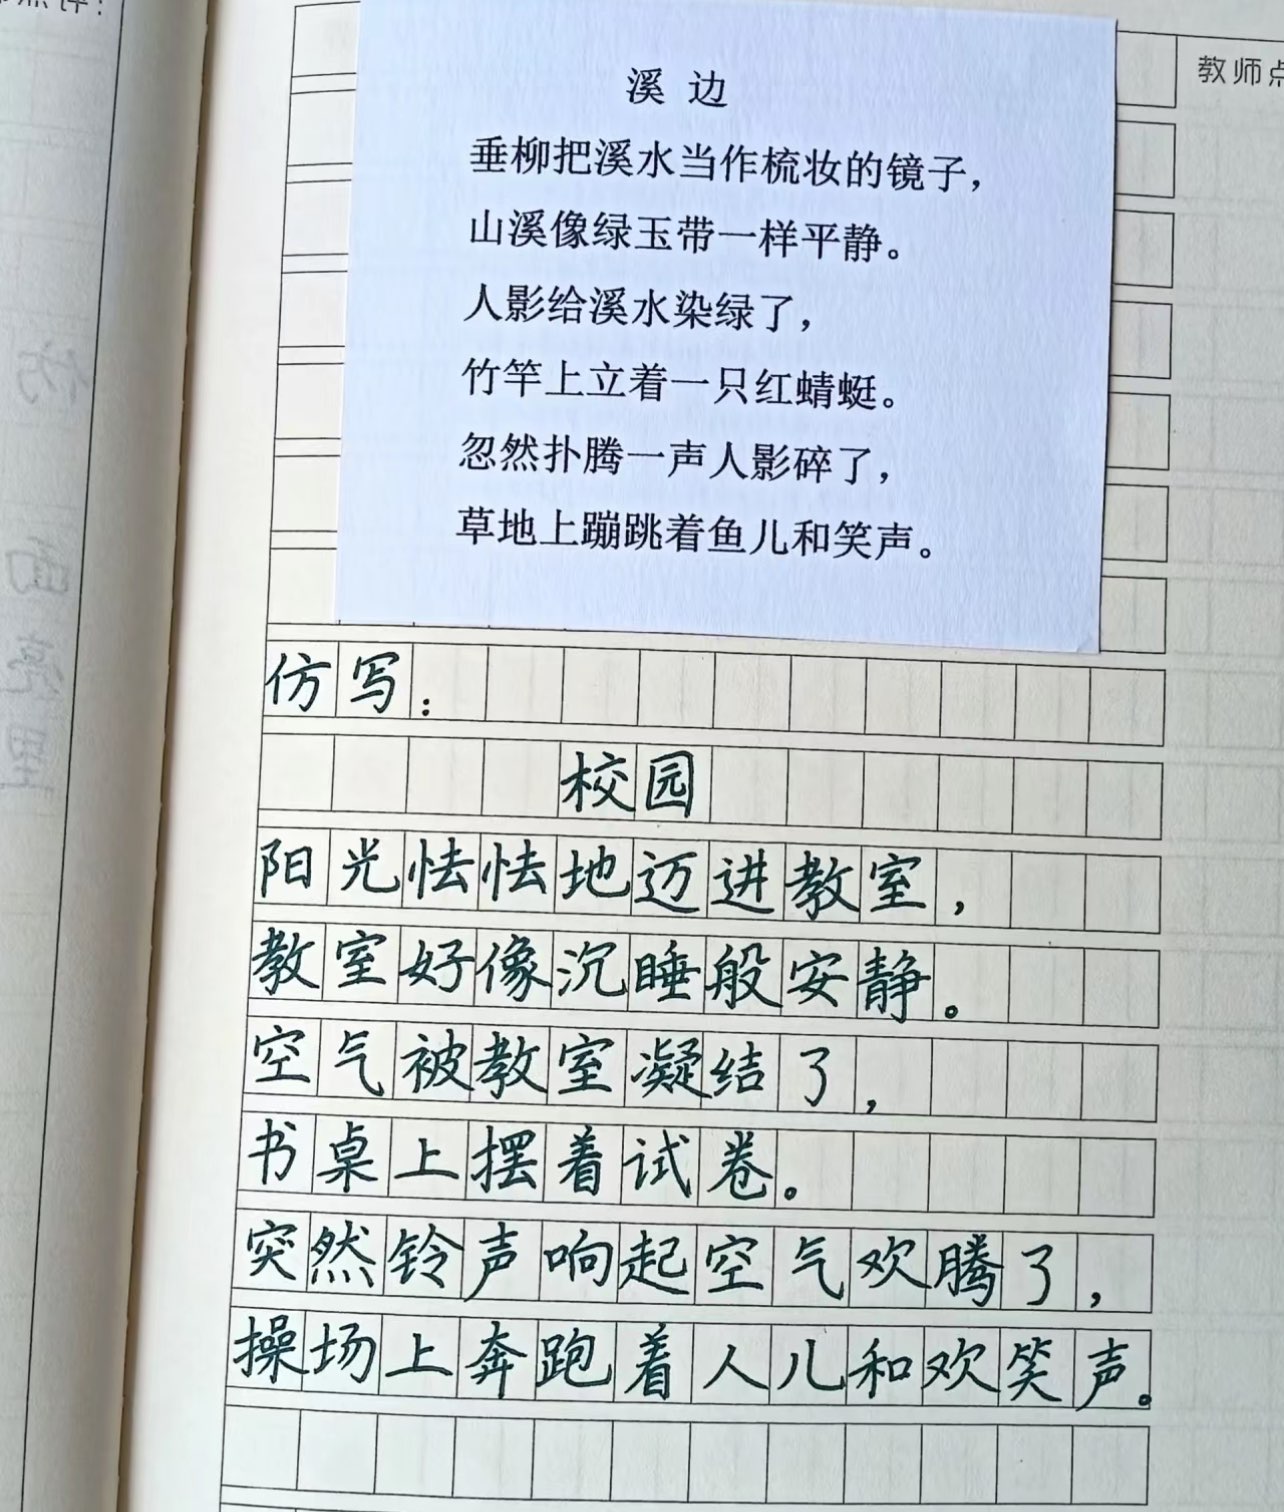 溪边
垂柳把溪水当作梳妆的镜子，
山溪像绿玉带一样平静。
人影给溪水染绿了，
竹竿上立着一只红蜻蜓。
忽然扑腾一声人影碎了，
草地上蹦跳着鱼儿和笑声。
教师点
仿写：
校园
阳光怯怯地迈进教室，
教室好像沉睡般安静。
空气被教室凝结了，
书桌上摆着试卷。
突然铃声响起空气欢腾了，
操场上奔跑着人儿和欢笑声。